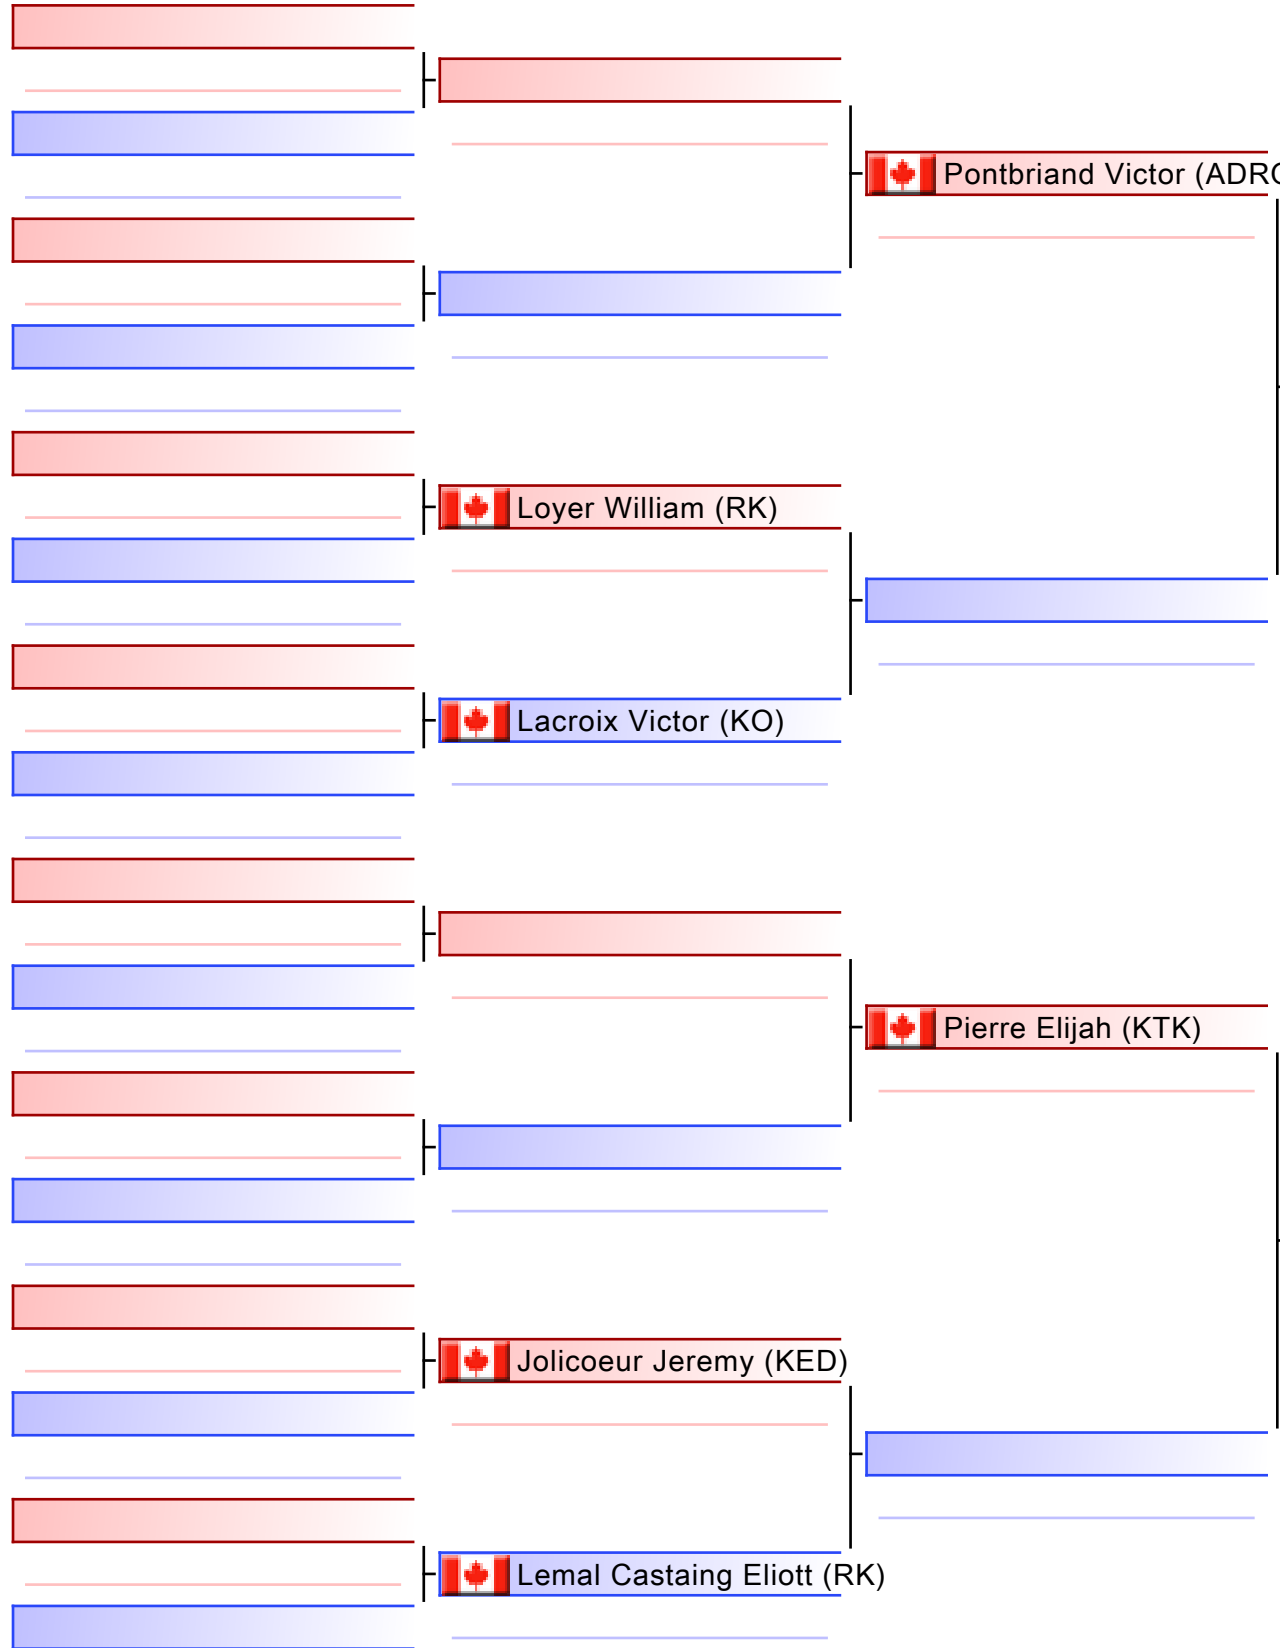 Pontbriand Victor (ADR
Loyer William (RK)
Lacroix Victor (KO)
Pierre Elijah (KTK)
Jolicoeur Jeremy (KED)
Lemal Castaing Eliott (RK)